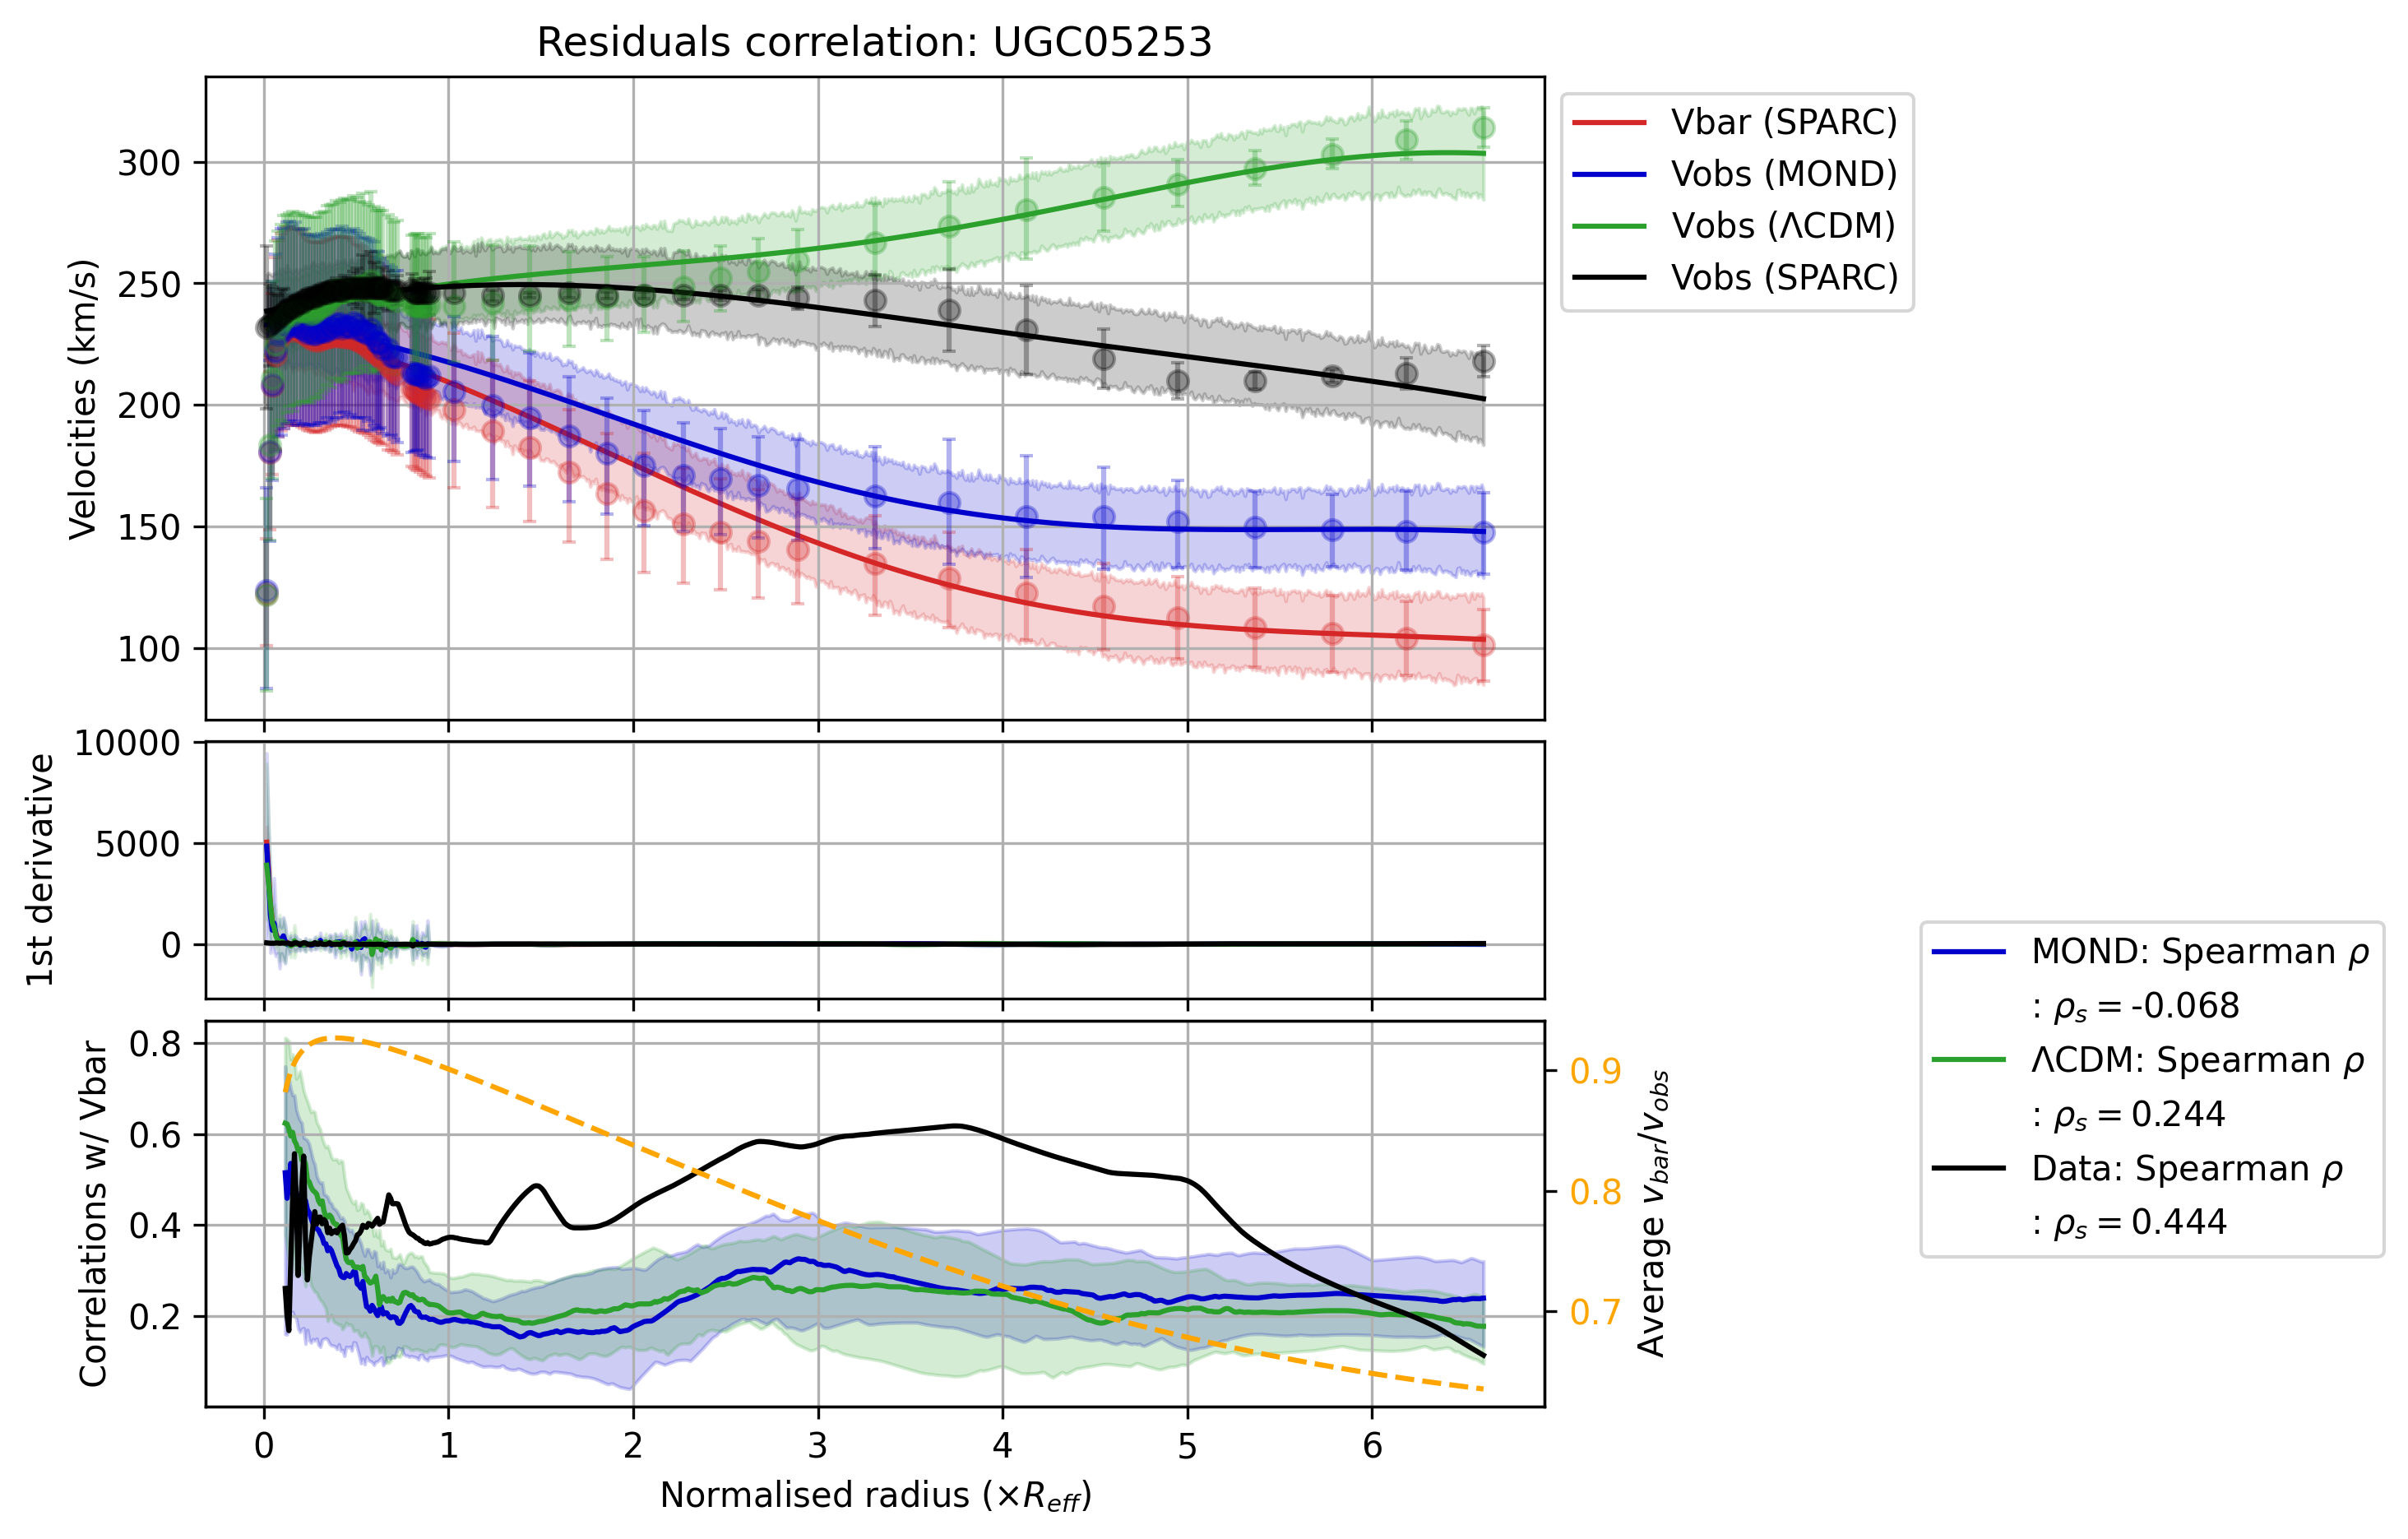 Residuals correlation: UGC05253
Velocities (km/s)
300
250
200
150
100
Vbar (SPARC)
Vobs (MOND)
Vobs (ΛCDM)
Vobs (SPARC)
1st derivative
10000
5000
0
Correlations w/ Vbar
0.8
0.6
0.4
0.2
0.9
0.8
0.7
Average v_bar/v_obs
MOND: Spearman ρ
: ρ_s = -0.068
ΛCDM: Spearman ρ
: ρ_s = 0.244
Data: Spearman ρ
: ρ_s = 0.444
0 1 2 3 4 5 6
Normalised radius (×R_eff)